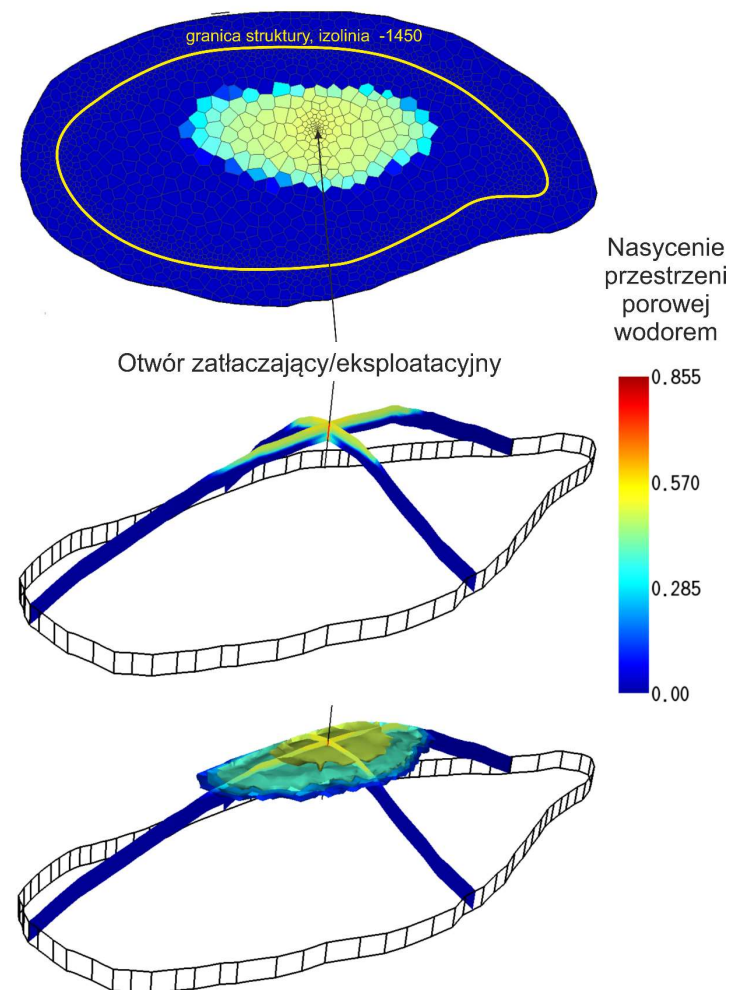 granica struktury, izolinia -1450
Nasycenie
przestrzeni
porowej
wodorem
Otwór zatłaczający/eksploatacyjny
0.855
0.570
0.285
0.00